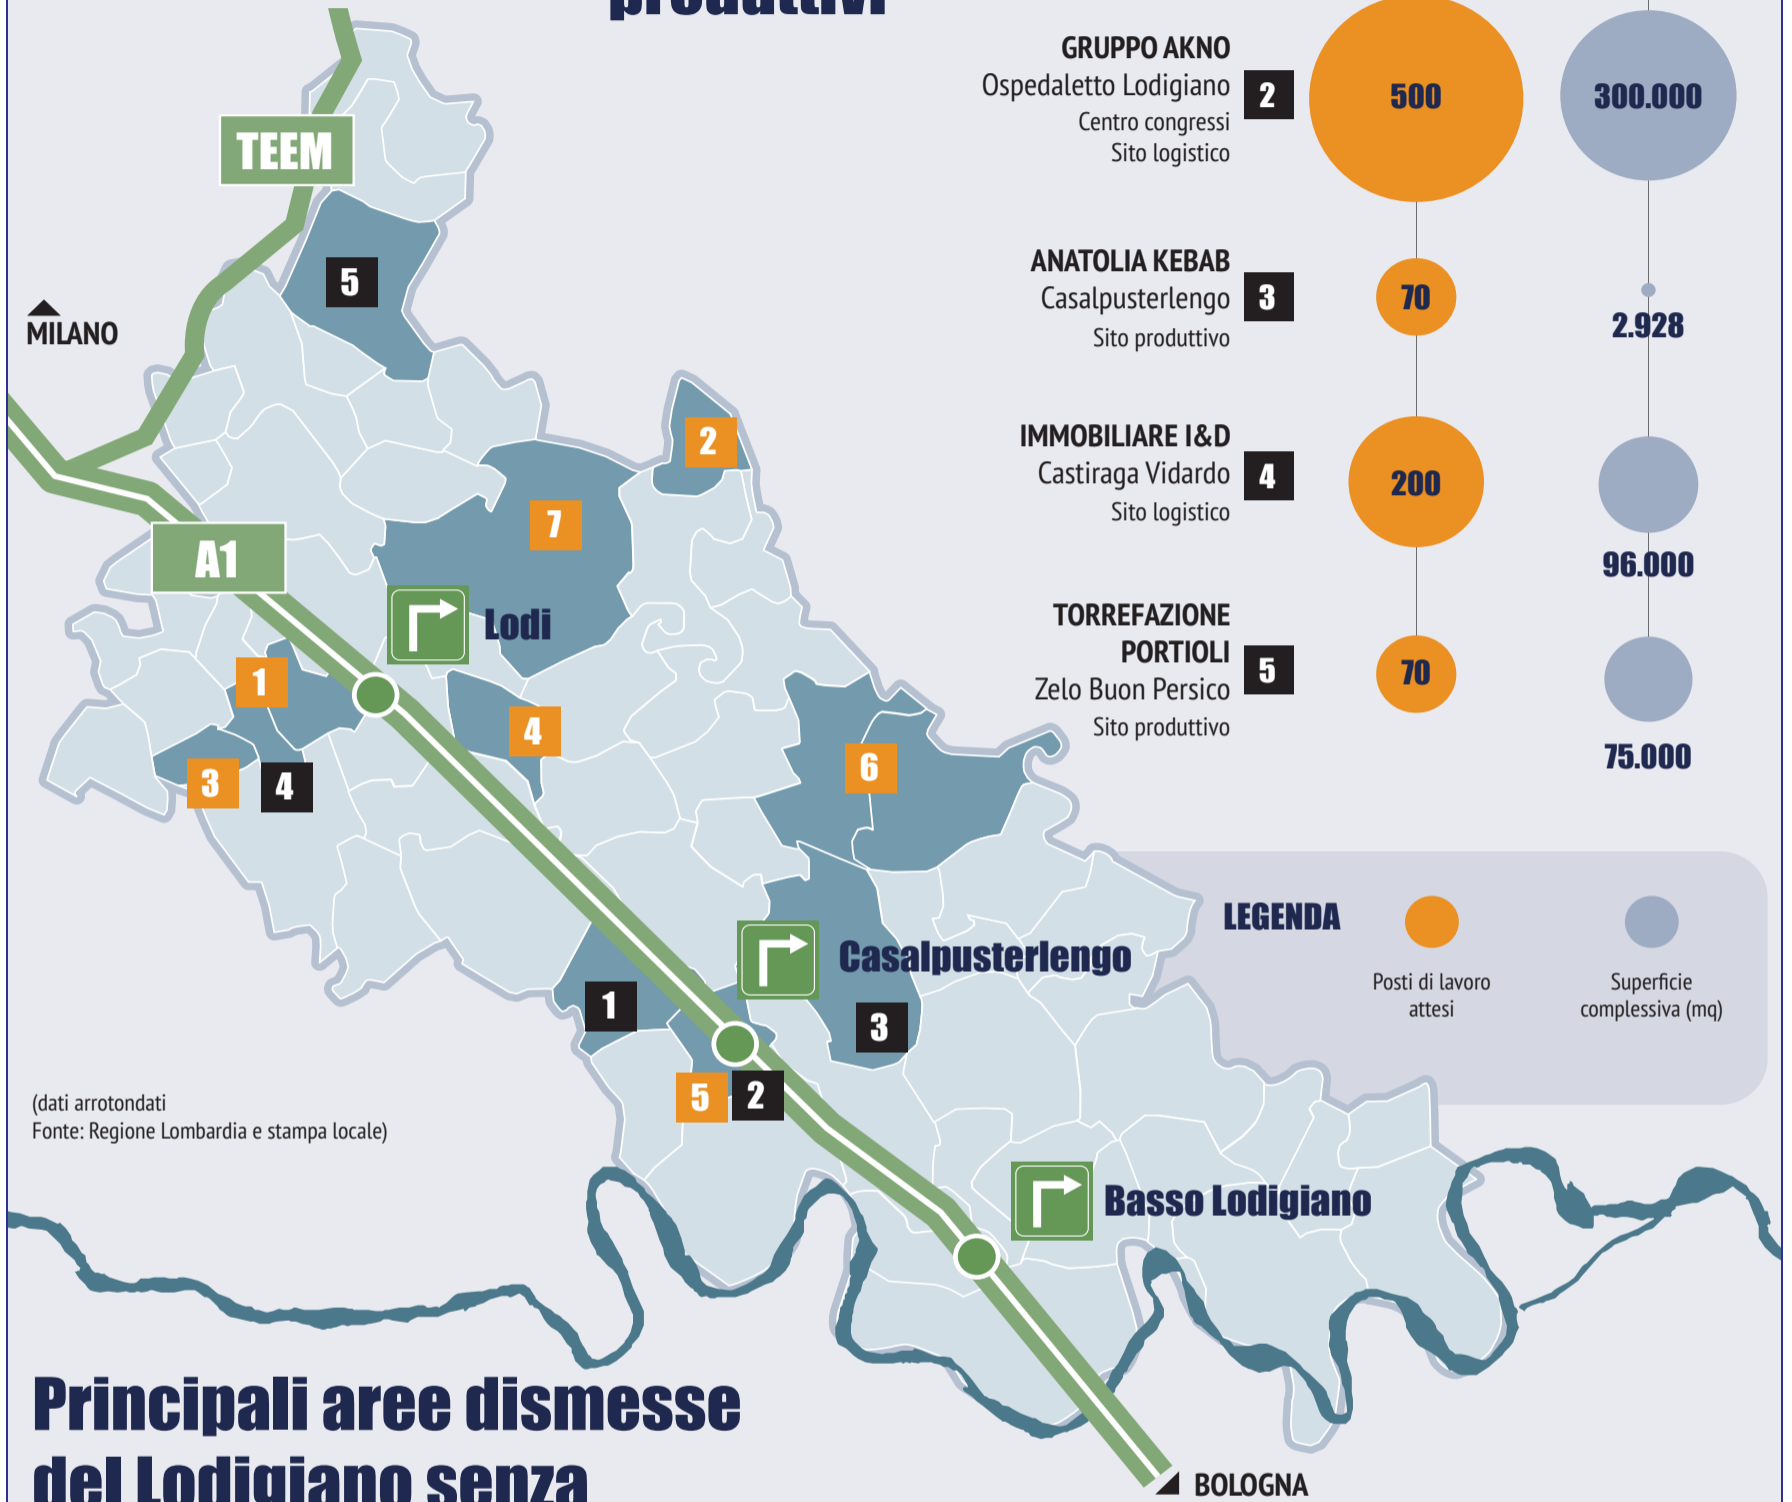 produttivi
GRUPPO AKNO
Ospedaletto Lodigiano
Centro congressi
Sito logistico
2
500
300.000
ANATOLIA KEBAB
Casalpusterlengo
Sito produttivo
3
70
2.928
IMMOBILIARE I&D
Castiraga Vidardo
Sito logistico
4
200
96.000
TORREFAZIONE
PORTIOLI
Zelo Buon Persico
Sito produttivo
5
70
75.000
TEEM
5
MILANO
2
7
A1
Lodi
1
4
3
4
6
Casalpusterlengo
1
3
5
2
Basso Lodigiano
BOLOGNA
LEGENDA
Posti di lavoro
attesi
Superficie
complessiva (mq)
(dati arrotondati
Fonte: Regione Lombardia e stampa locale)
Principali aree dismesse
del Lodigiano senza